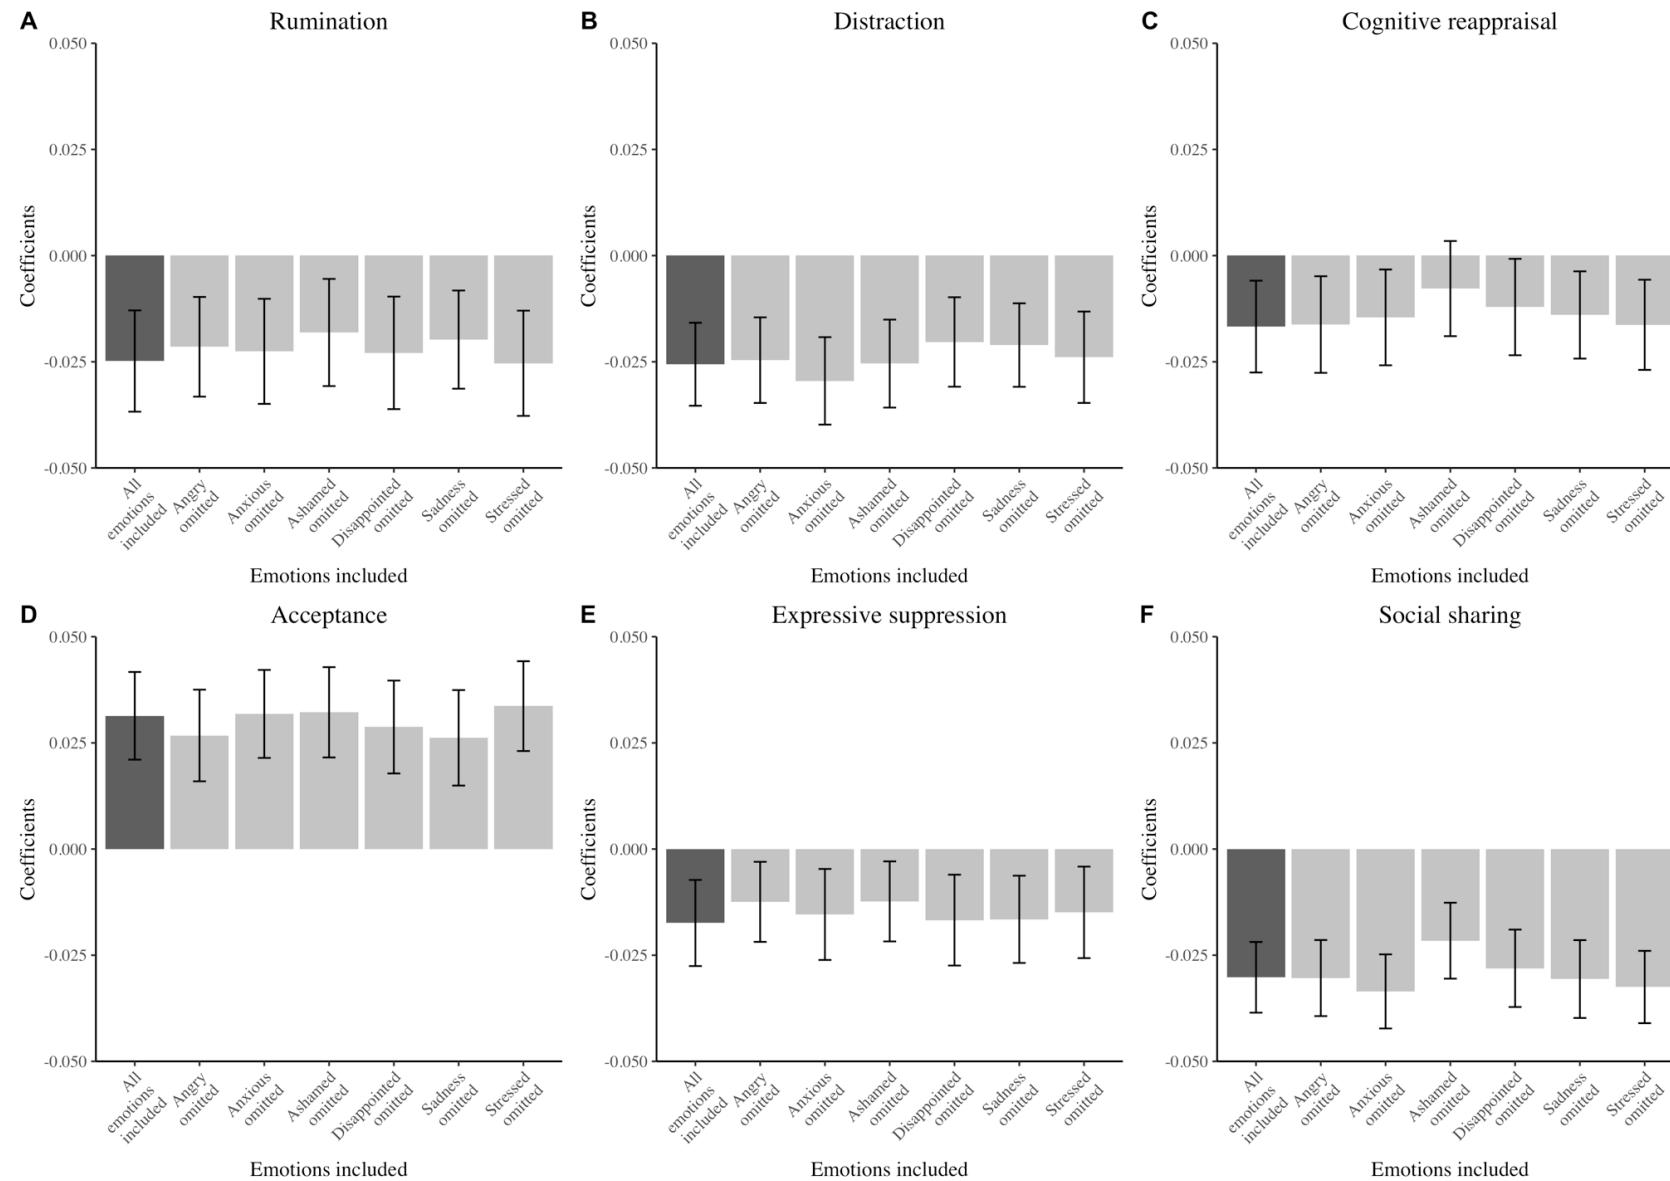 A Rumination
0.050
0.025
0.000
-0.025
-0.050
Coefficients
All
emotions
included
Angry
omitted
Anxious
omitted
Ashamed
omitted
Disappointed
omitted
Sadness
omitted
Stressed
omitted
Emotions included
B Distraction
0.050
0.025
0.000
-0.025
-0.050
Coefficients
All
emotions
included
Angry
omitted
Anxious
omitted
Ashamed
omitted
Disappointed
omitted
Sadness
omitted
Stressed
omitted
Emotions included
C Cognitive reappraisal
0.050
0.025
0.000
-0.025
-0.050
Coefficients
All
emotions
included
Angry
omitted
Anxious
omitted
Ashamed
omitted
Disappointed
omitted
Sadness
omitted
Stressed
omitted
Emotions included
D Acceptance
0.050
0.025
0.000
-0.025
-0.050
Coefficients
All
emotions
included
Angry
omitted
Anxious
omitted
Ashamed
omitted
Disappointed
omitted
Sadness
omitted
Stressed
omitted
Emotions included
E Expressive suppression
0.050
0.025
0.000
-0.025
-0.050
Coefficients
All
emotions
included
Angry
omitted
Anxious
omitted
Ashamed
omitted
Disappointed
omitted
Sadness
omitted
Stressed
omitted
Emotions included
F Social sharing
0.050
0.025
0.000
-0.025
-0.050
Coefficients
All
emotions
included
Angry
omitted
Anxious
omitted
Ashamed
omitted
Disappointed
omitted
Sadness
omitted
Stressed
omitted
Emotions included